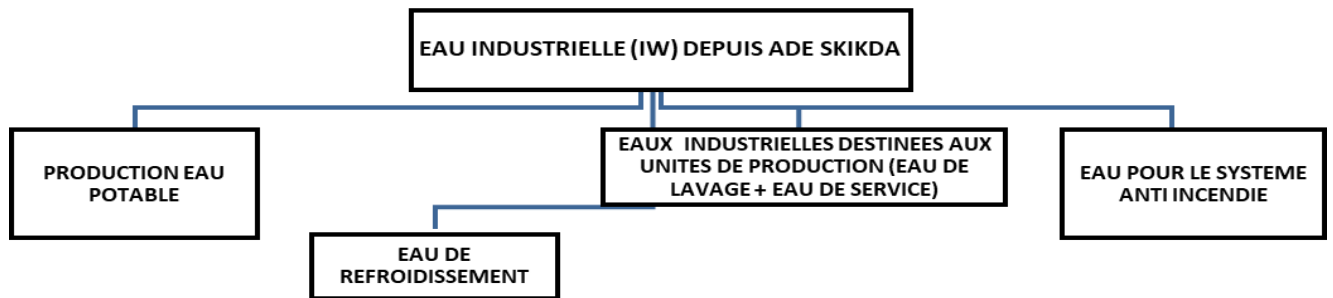 EAU INDUSTRIELLE (IW) DEPUIS ADE SKIKDA
PRODUCTION EAU
POTABLE
EAUX INDUSTRIELLES DESTINEES AUX
UNITES DE PRODUCTION (EAU DE
LAVAGE + EAU DE SERVICE)
EAU POUR LE SYSTEME
ANTI INCENDIE
EAU DE
REFROIDISSEMENT